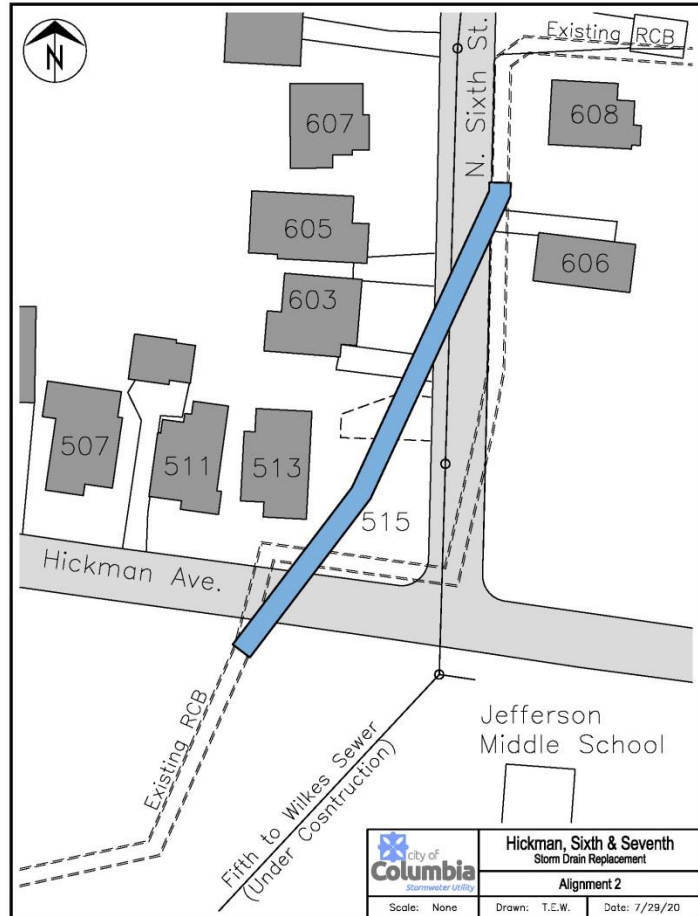 N
Existing RCB
N. Sixth St.
607
608
605
606
603
507
511
513
515
Hickman Ave.
Existing RCB
Fifth to Wilkes Sewer
(Under Cosntruction)
Jefferson
Middle School
city of
Columbia
Stormwater Utility
Hickman, Sixth & Seventh
Storm Drain Replacement
Alignment 2
Scale: None
Drawn: T.E.W.
Date: 7/29/20